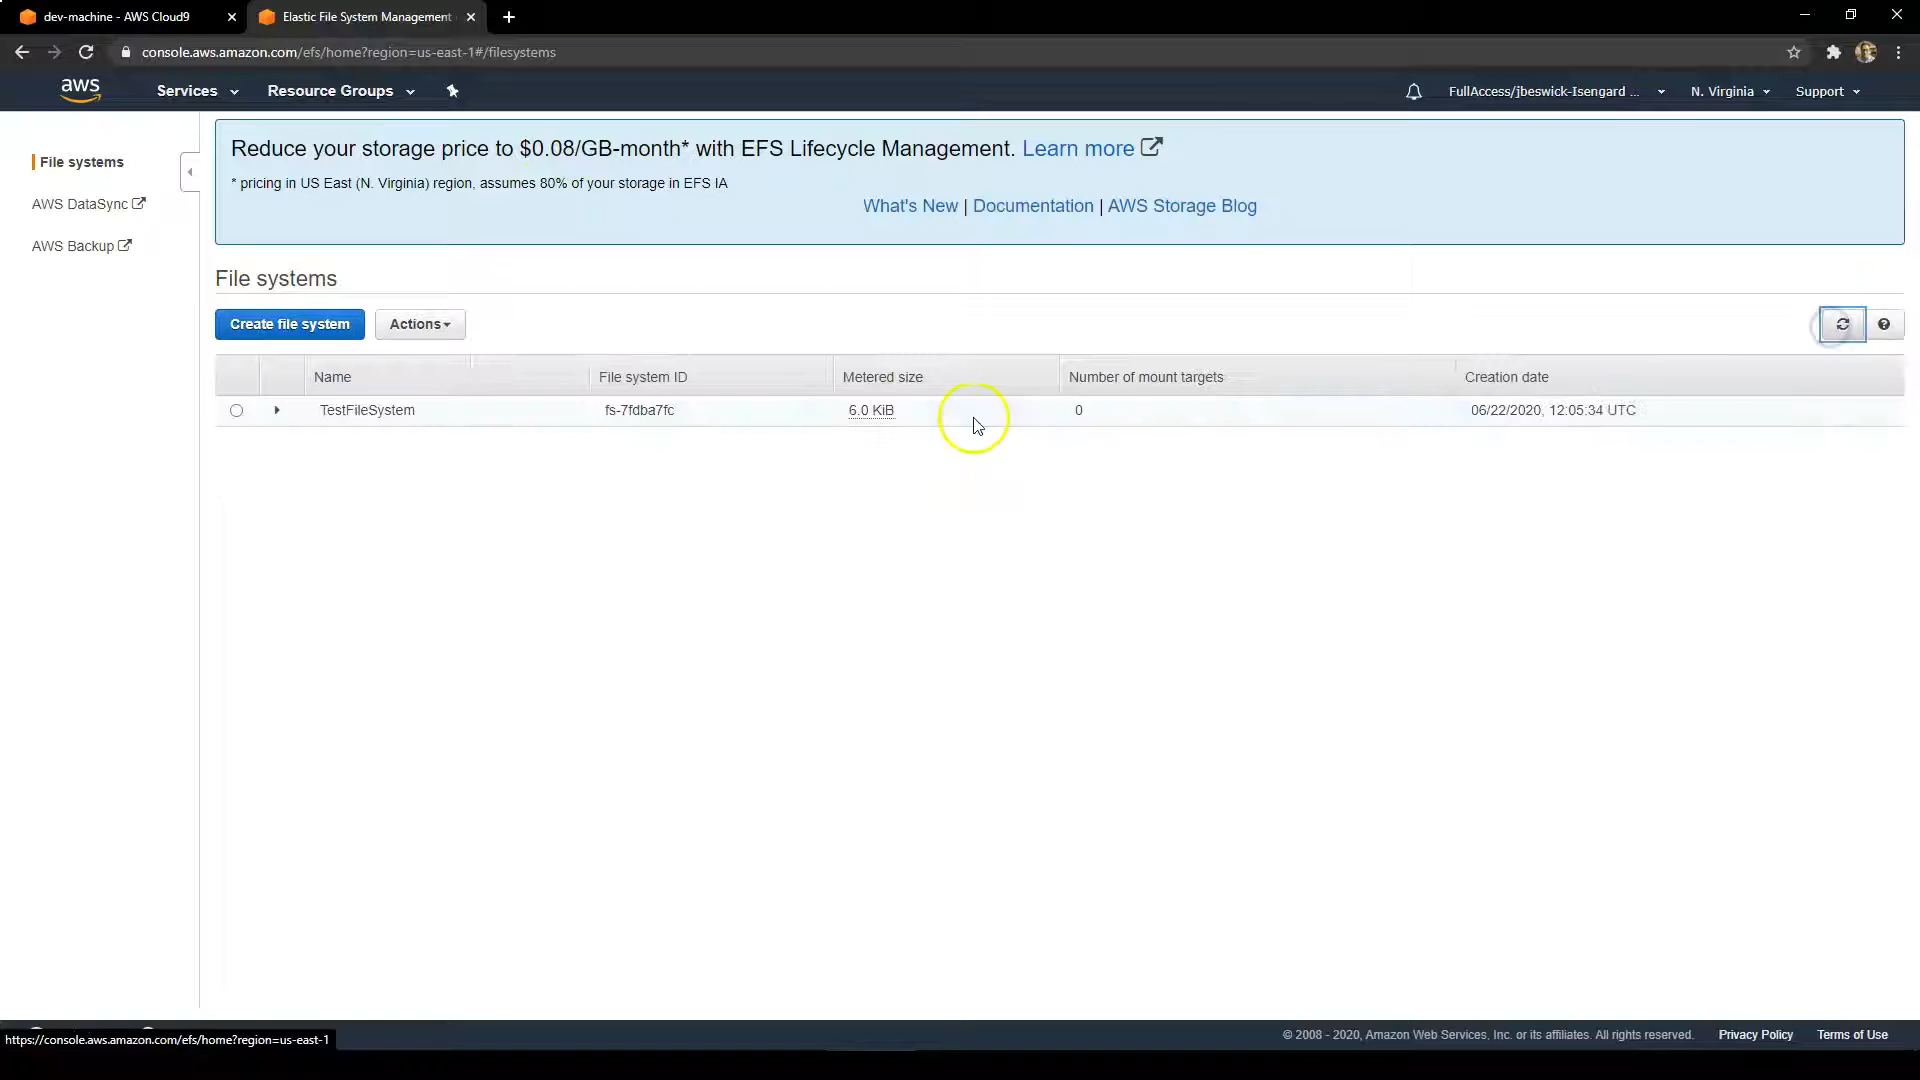 dev-machine - AWS Cloud9
Elastic File System Management
console.aws.amazon.com/efs/home?region=us-east-1#/filesystems
aws
Services
Resource Groups
FullAccess/jbeswick-Isengard ...
N. Virginia
Support
File systems
AWS DataSync
AWS Backup
Reduce your storage price to $0.08/GB-month* with EFS Lifecycle Management. Learn more
* pricing in US East (N. Virginia) region, assumes 80% of your storage in EFS IA
What's New | Documentation | AWS Storage Blog
File systems
Create file system
Actions
Name File system ID Metered size Number of mount targets Creation date
TestFileSystem fs-7fdba7fc 6.0 KiB 0 06/22/2020, 12:05:34 UTC
© 2008 - 2020, Amazon Web Services, Inc. or its affiliates. All rights reserved. Privacy Policy Terms of Use
https://console.aws.amazon.com/efs/home?region=us-east-1